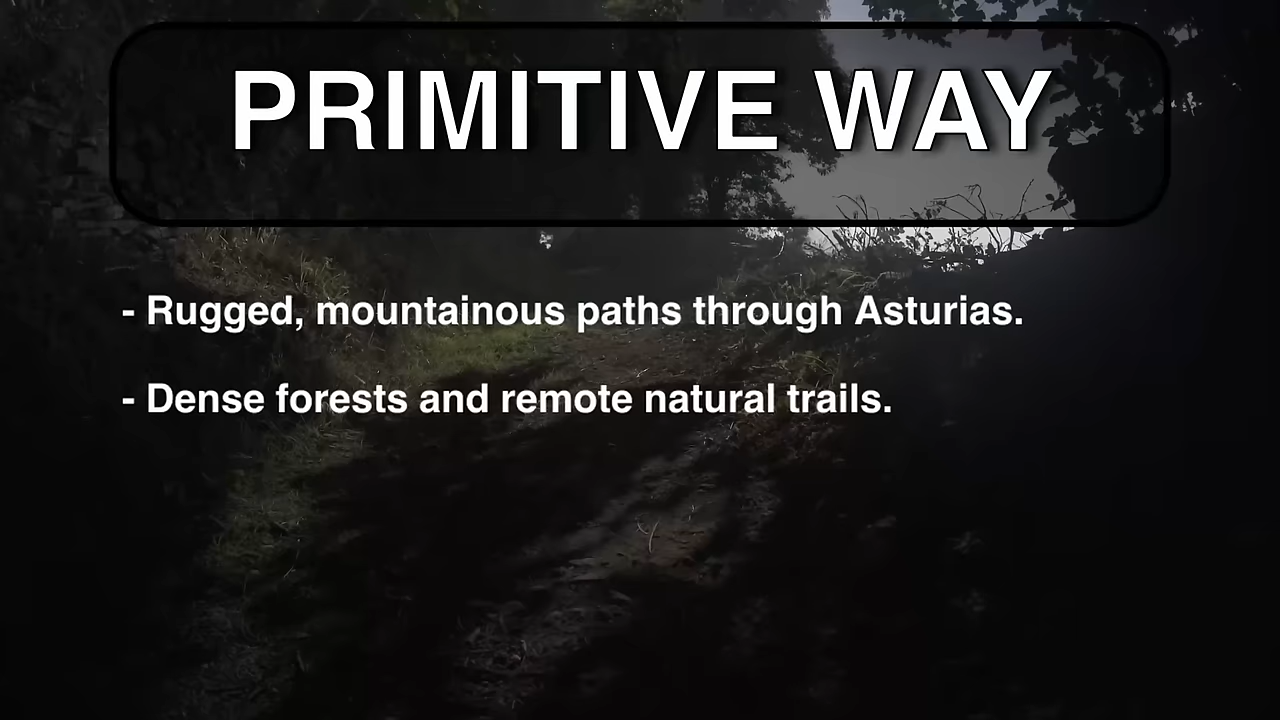 PRIMITIVE WAY
- Rugged, mountainous paths through Asturias.
- Dense forests and remote natural trails.